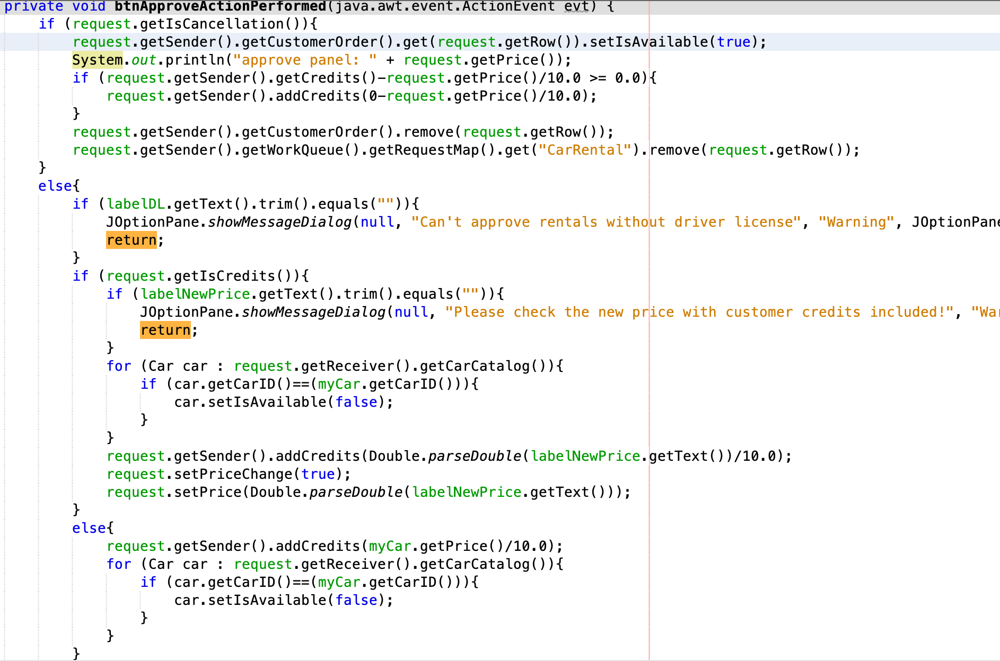 private void btnApproveActionPerformed(java.awt.event.ActionEvent evt) {
    if (request.getIsCancellation()){
        request.getSender().getCustomerOrder().get(request.getRow()).setIsAvailable(true);
        System.out.println("approve panel: " + request.getPrice());
        if (request.getSender().getCredits()-request.getPrice()/10.0 >= 0.0){
            request.getSender().addCredits(0-request.getPrice()/10.0);
        }
        request.getSender().getCustomerOrder().remove(request.getRow());
        request.getSender().getWorkQueue().getRequestMap().get("CarRental").remove(request.getRow());
    }
    else{
        if (labelDL.getText().trim().equals("")){
            JOptionPane.showMessageDialog(null, "Can't approve rentals without driver license", "Warning", JOptionPane
            return;
        }
        if (request.getIsCredits()){
            if (labelNewPrice.getText().trim().equals("")){
                JOptionPane.showMessageDialog(null, "Please check the new price with customer credits included!", "War
                return;
            }
            for (Car car : request.getReceiver().getCarCatalog()){
                if (car.getCarID()==(myCar.getCarID())){
                    car.setIsAvailable(false);
                }
            }
            request.getSender().addCredits(Double.parseDouble(labelNewPrice.getText())/10.0);
            request.setPriceChange(true);
            request.setPrice(Double.parseDouble(labelNewPrice.getText()));
        }
        else{
            request.getSender().addCredits(myCar.getPrice()/10.0);
            for (Car car : request.getReceiver().getCarCatalog()){
                if (car.getCarID()==(myCar.getCarID())){
                    car.setIsAvailable(false);
                }
            }
        }